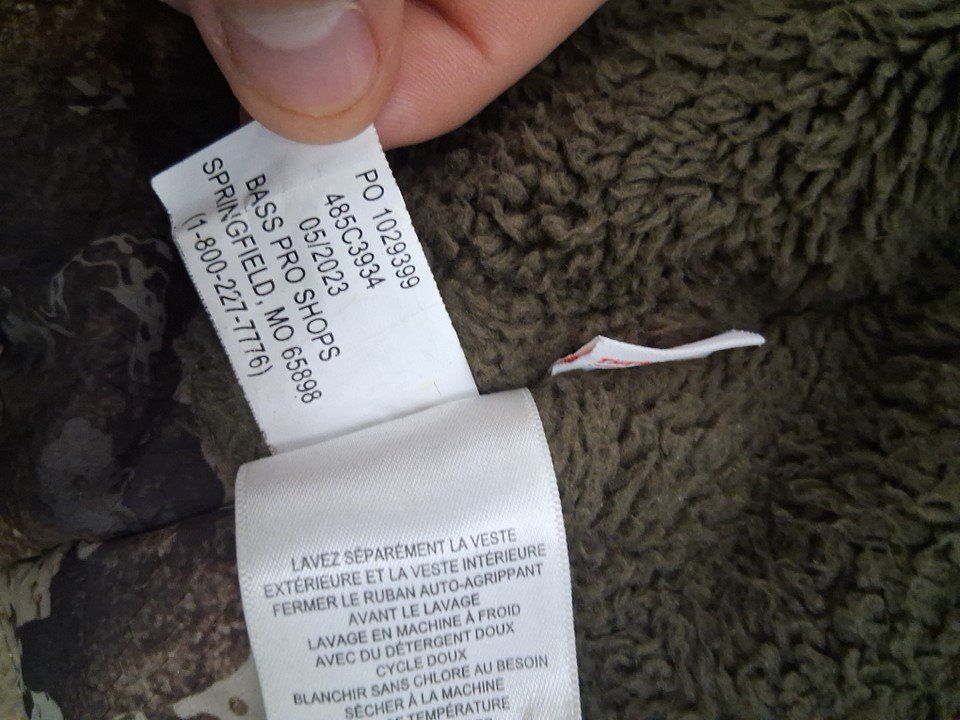 PO 1029399
485C3934
05/2023
BASS PRO SHOPS
SPRINGFIELD, MO 65898
(1-800-227-7776)
LAVEZ SÉPARÉMENT LA VESTE
EXTÉRIEURE ET LA VESTE INTÉRIEURE
FERMER LE RUBAN AUTO-AGRIPPANT
AVANT LE LAVAGE
LAVAGE EN MACHINE À FROID
AVEC DU DÉTERGENT DOUX
CYCLE DOUX
BLANCHIR SANS CHLORE AU BESOIN
SÉCHER À LA MACHINE
TEMPÉRATURE